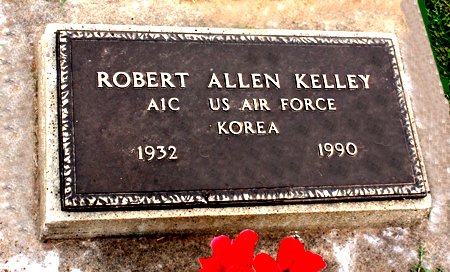 ROBERT ALLEN KELLEY
A1C US AIR FORCE
KOREA
1932 1990